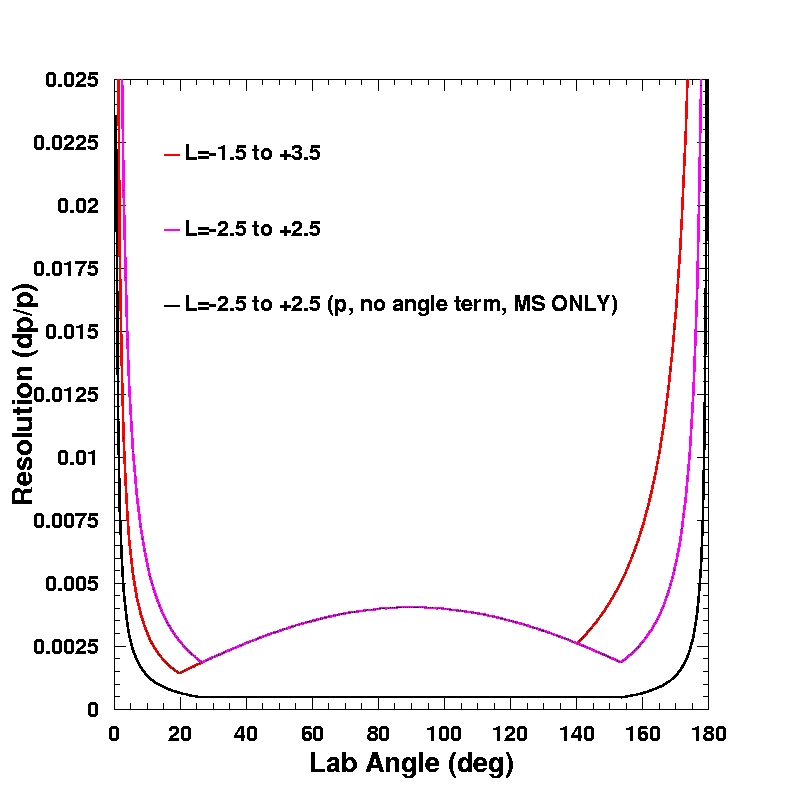 0.025
0.0225
0.02
0.0175
0.015
0.0125
0.01
0.0075
0.005
0.0025
0
Resolution (dp/p)
L=-1.5 to +3.5
L=-2.5 to +2.5
L=-2.5 to +2.5 (p, no angle term, MS ONLY)
0 20 40 60 80 100 120 140 160 180
Lab Angle (deg)